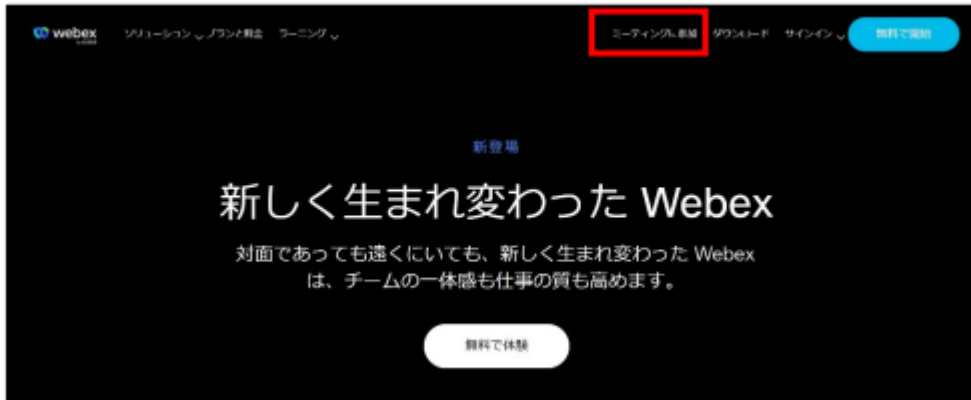 webex
ソリューション プランと料金 ラーニング ミーティングに参加 ダウンロード サインイン 無料で開始
新登場
新しく生まれ変わった Webex
対面であっても遠くにいても、新しく生まれ変わった Webex
は、チームの一体感も仕事の質も高めます。
無料で体験